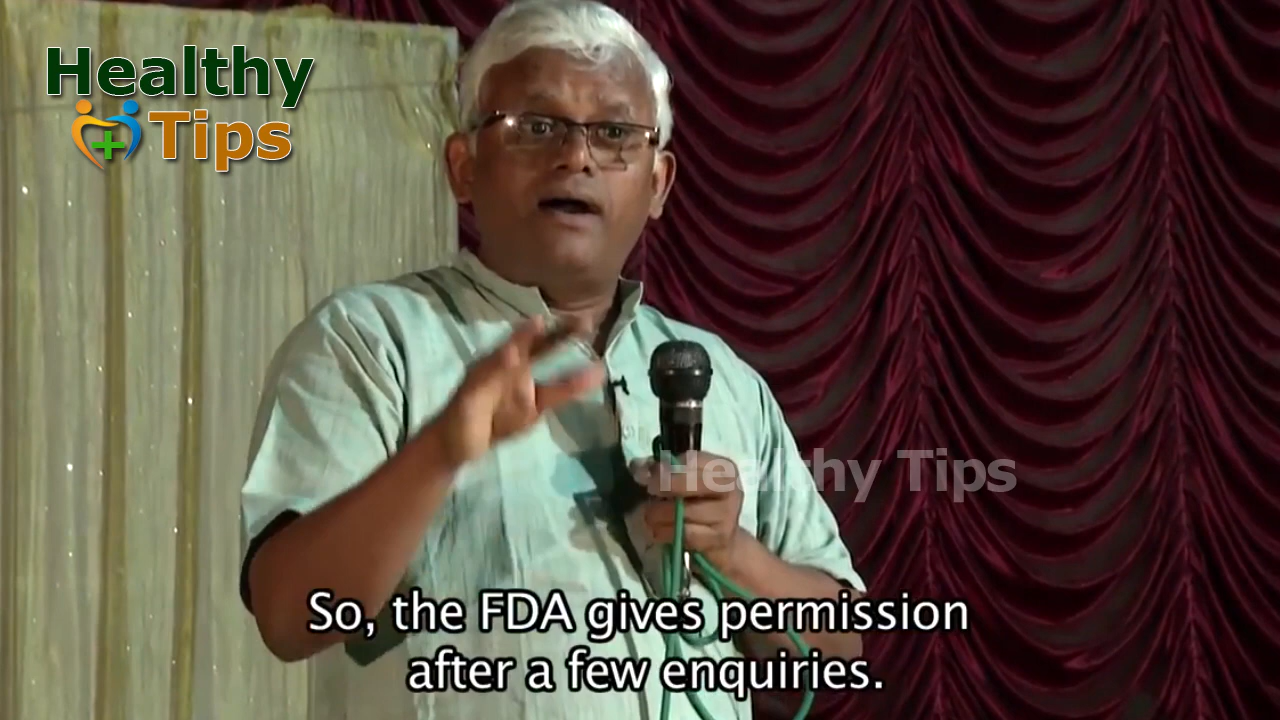 Healthy
Tips
Healthy Tips
So, the FDA gives permission
after a few enquiries.